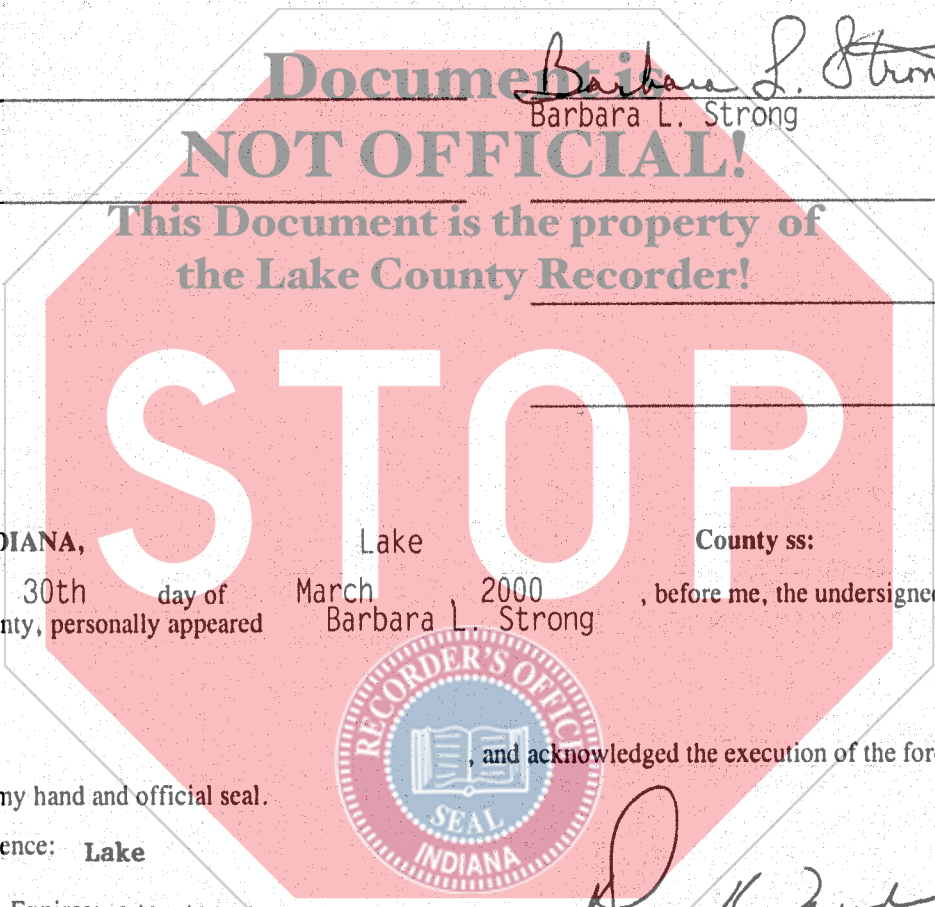 Document is
Barbara L. Strong
Barbara L. Strong
NOT OFFICIAL!
This Document is the property of
the Lake County Recorder!
STOP
DIANA, Lake County ss:
30th day of March , 2000 , before me, the undersigned
nty, personally appeared Barbara L. Strong
RECORDER'S OFFICE
, and acknowledged the execution of the for
my hand and official seal.
SEAL
ence: Lake
INDIANA